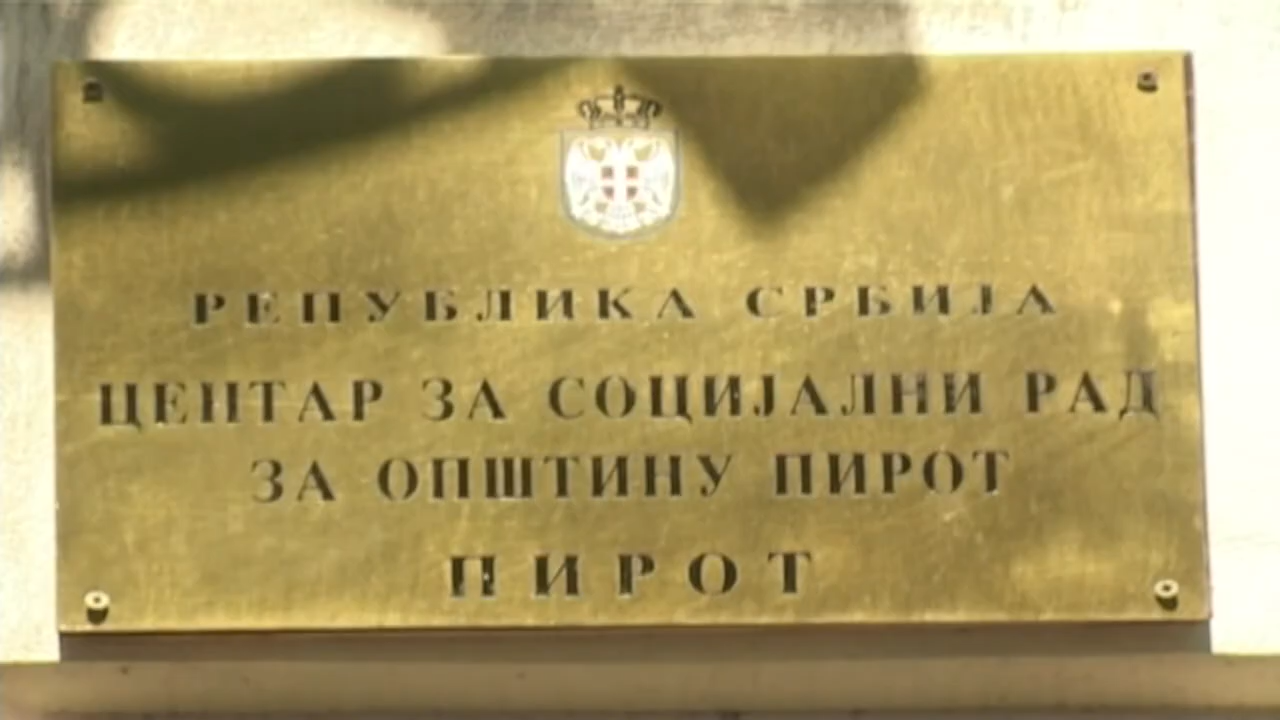 РЕПУБЛИКА СРБИЈА
ЦЕНТАР ЗА СОЦИЈАЛНИ РАД
ЗА ОПШТИНУ ПИРОТ
ПИРОТ